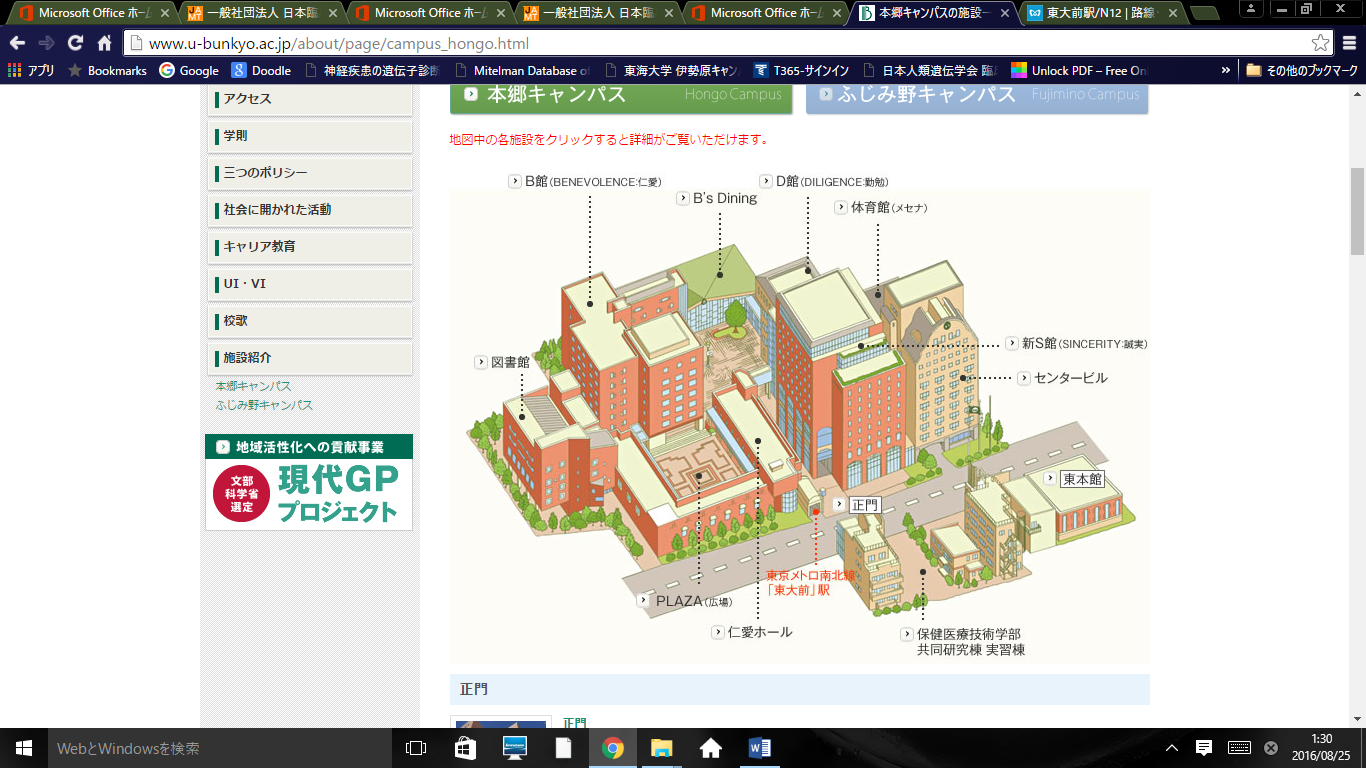 Microsoft Office ホーム
一般社団法人 日本臨
Microsoft Office ホーム
一般社団法人 日本臨
Microsoft Office ホーム
本郷キャンパスの施設
東大前駅/N12 | 路線
www.u-bunkyo.ac.jp/about/page/campus_hongo.html
アプリ
Bookmarks
Google
Doodle
神経疾患の遺伝子診断
Mitelman Database of
東海大学 伊勢原キャン
T365-サインイン
日本人類遺伝学会 臨
Unlock PDF – Free On
»
その他のブックマーク
アクセス
学則
三つのポリシー
社会に開かれた活動
キャリア教育
UI・VI
校歌
施設紹介
本郷キャンパス
ふじみ野キャンパス
地域活性化への貢献事業
文部
科学省
選定
現代GP
プロジェクト
本郷キャンパス Hongo Campus
ふじみ野キャンパス Fujimino Campus
地図中の各施設をクリックすると詳細がご覧いただけます。
B館(BENEVOLENCE:仁愛)
B's Dining
D館(DILIGENCE:勤勉)
体育館(メセナ)
新S館(SINCERITY:誠実)
センタービル
図書館
東本館
正門
東京メトロ南北線
「東大前」駅
PLAZA(広場)
仁愛ホール
保健医療技術学部
共同研究棟 実習棟
正門
正門
WebとWindowsを検索
1:30
2016/08/25